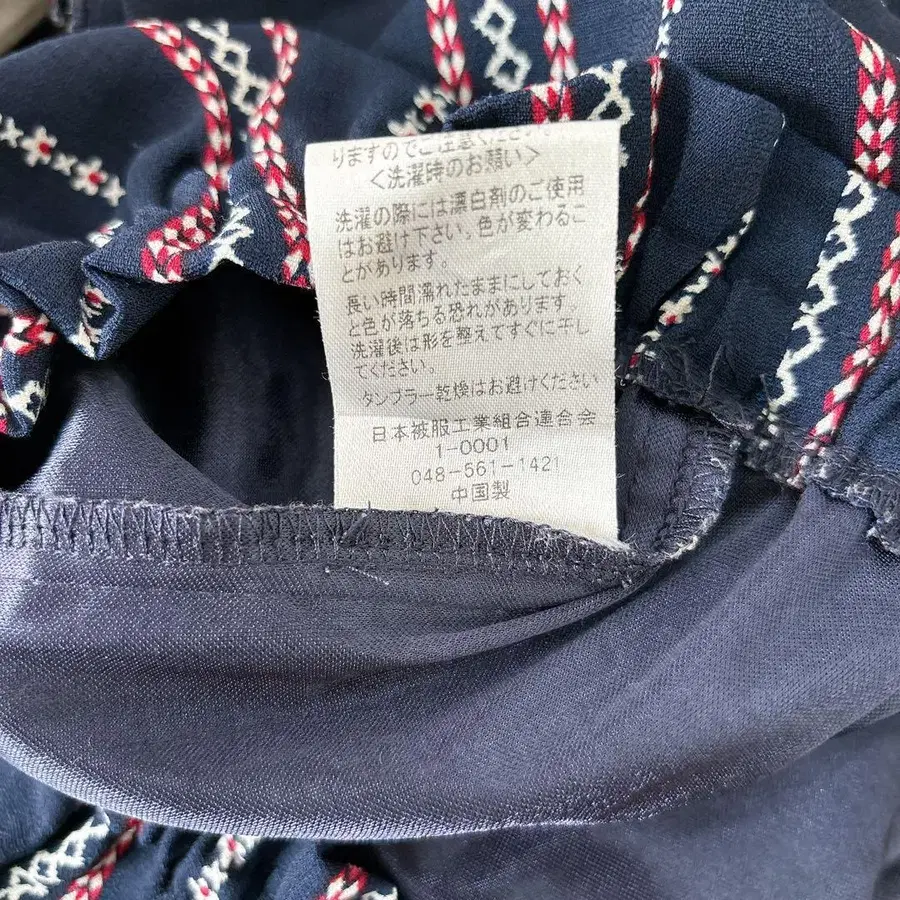 りますのでご注意ください。
<洗濯時のお願い>
洗濯の際には漂白剤のご使用
はお避け下さい。色が変わるこ
とがあります。
長い時間濡れたままにしておく
と色が落ちる恐れがあります
洗濯後は形を整えてすぐに干し
てください。
タンブラー乾燥はお避けください
日本被服工業組合連合会
1-0001
048-561-1421
中国製